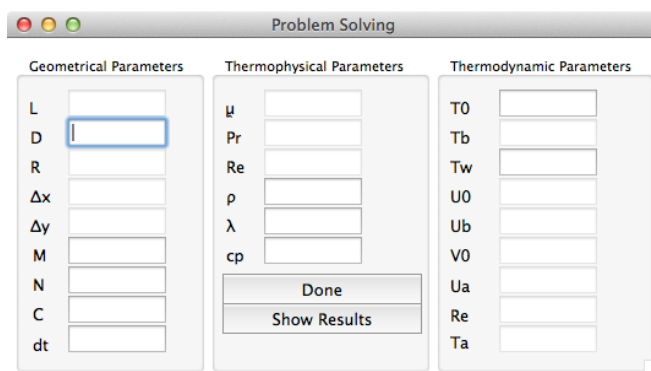 Problem Solving
Geometrical Parameters
L
D
R
Δx
Δy
M
N
C
dt
Thermophysical Parameters
μ
Pr
Re
ρ
λ
cp
Done
Show Results
Thermodynamic Parameters
T0
Tb
Tw
U0
Ub
V0
Ua
Re
Ta